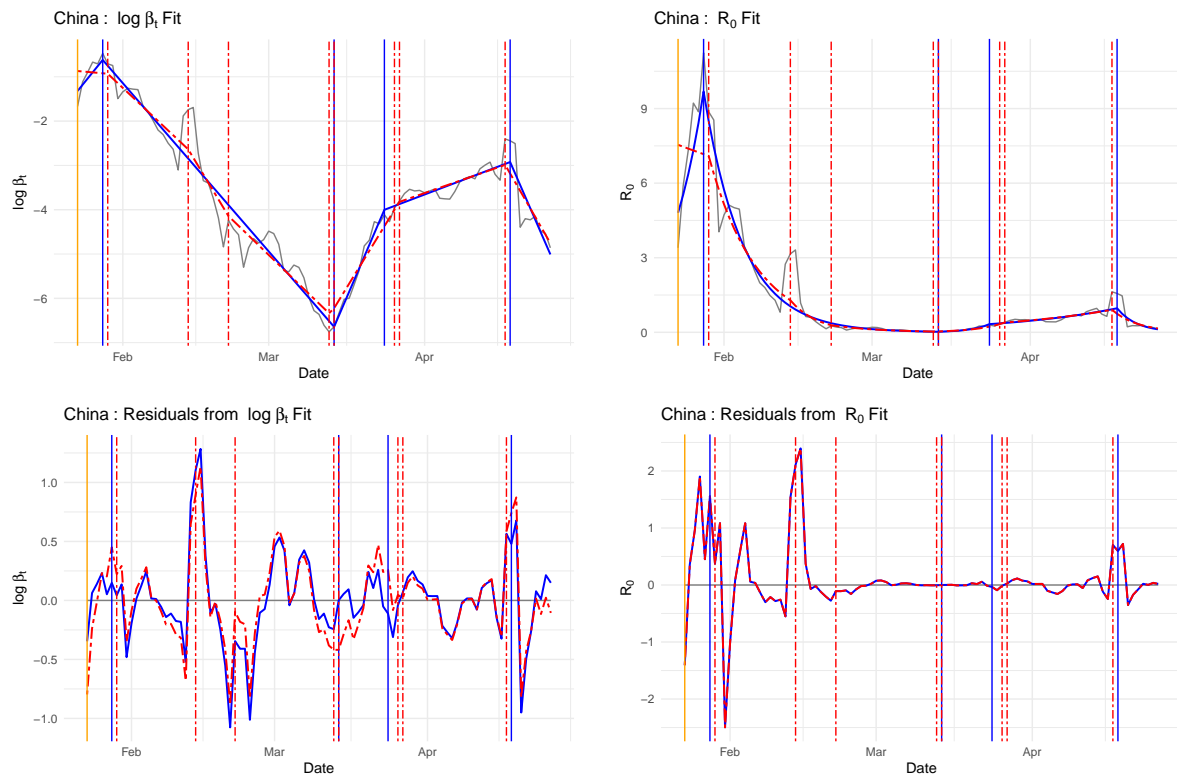 China : log βt Fit
log βt
−2
−4
−6
Feb
Mar
Apr
Date
China : R0 Fit
R0
9
6
3
0
Feb
Mar
Apr
Date
China : Residuals from log βt Fit
log βt
1.0
0.5
0.0
−0.5
−1.0
Feb
Mar
Apr
Date
China : Residuals from R0 Fit
R0
2
1
0
−1
−2
Feb
Mar
Apr
Date